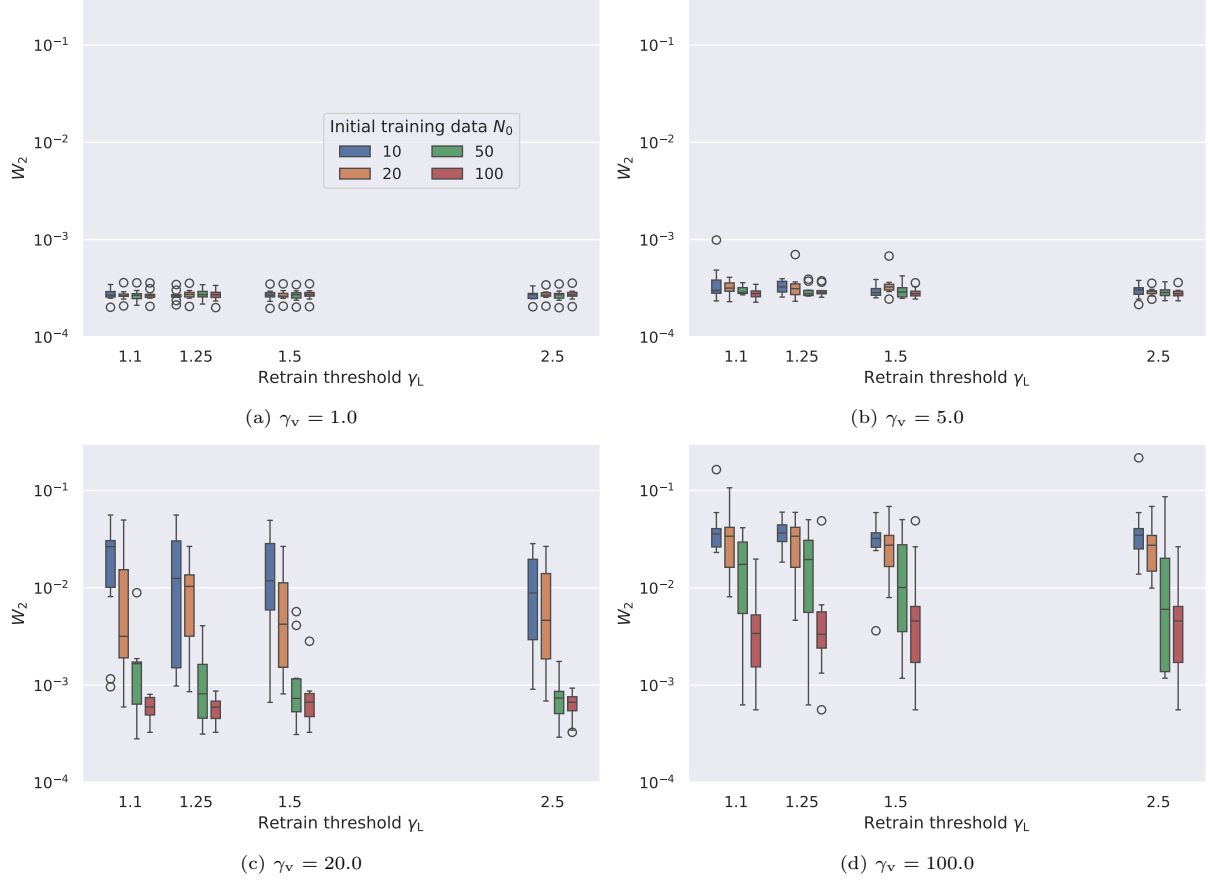 10⁻¹
10⁻²
10⁻³
10⁻⁴
W₂
Initial training data N₀
10 50
20 100
1.1 1.25 1.5 2.5
Retrain threshold γ_L
(a) γ_v = 1.0
10⁻¹
10⁻²
10⁻³
10⁻⁴
W₂
1.1 1.25 1.5 2.5
Retrain threshold γ_L
(b) γ_v = 5.0
10⁻¹
10⁻²
10⁻³
10⁻⁴
W₂
1.1 1.25 1.5 2.5
Retrain threshold γ_L
(c) γ_v = 20.0
10⁻¹
10⁻²
10⁻³
10⁻⁴
W₂
1.1 1.25 1.5 2.5
Retrain threshold γ_L
(d) γ_v = 100.0